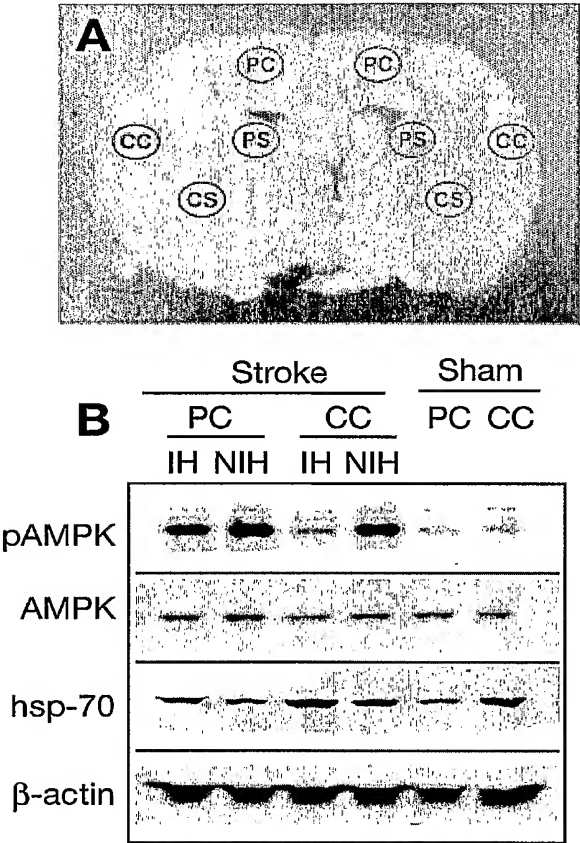 A
PC PC
CC PS PS CC
CS CS
Stroke Sham
B PC CC PC CC
IH NIH IH NIH
pAMPK
AMPK
hsp-70
β-actin